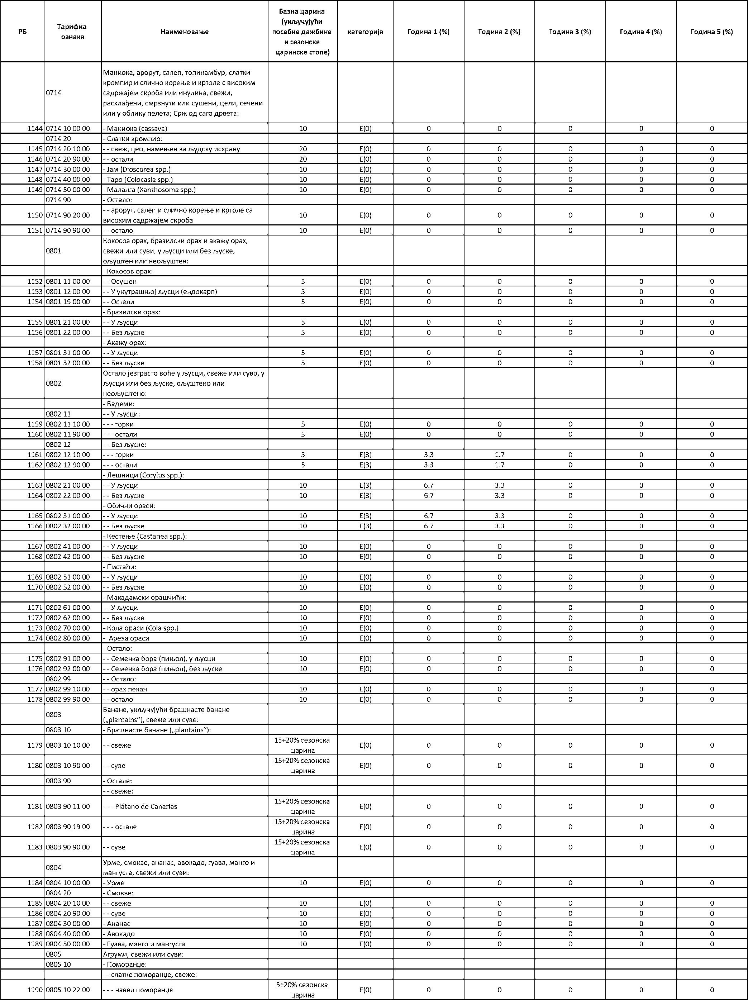 РБ Тарифна ознака Наименовање Базна царина (укључујући посебне дажбине и сезонске царинске стопе) категорија Година 1 (%) Година 2 (%) Година 3 (%) Година 4 (%) Година 5 (%)
0714 Маниока, арорут, салеп, топинамбур, слатки
кромпир и слично корење и кртоле с високим
садржајем скроба или инулина, свежи,
расхлађени, смрзнути или сушени, цели, сечени
или у облику пелета; Срж од саго дрвета:
1144 0714 10 00 00 - Маниока (cassava) 10 E(0) 0 0 0 0 0
0714 20 - Слатки кромпир:
1145 0714 20 10 00 - - свеж, цео, намењен за људску исхрану 20 E(0) 0 0 0 0 0
1146 0714 20 90 00 - - остали 20 E(0) 0 0 0 0 0
1147 0714 30 00 00 - Јам (Dioscorea spp.) 10 E(0) 0 0 0 0 0
1148 0714 40 00 00 - Таро (Colocasia spp.) 10 E(0) 0 0 0 0 0
1149 0714 50 00 00 - Маланга (Xanthosoma spp.) 10 E(0) 0 0 0 0 0
0714 90 - Остало:
1150 0714 90 20 00 - - арорут, салеп и слично корење и кртоле са
високим садржајем скроба 10 E(0) 0 0 0 0 0
1151 0714 90 90 00 - - остало 10 E(0) 0 0 0 0 0
0801 Кокосов орах, бразилски орах и акажу орах,
свежи или суви, у љусци или без љуске,
ољуштен или неољуштен:
- Кокосов орах:
1152 0801 11 00 00 - - Осушен 5 E(0) 0 0 0 0 0
1153 0801 12 00 00 - - У унутрашњој љусци (ендокарп) 5 E(0) 0 0 0 0 0
1154 0801 19 00 00 - - Остали 5 E(0) 0 0 0 0 0
- Бразилски орах:
1155 0801 21 00 00 - - У љусци 5 E(0) 0 0 0 0 0
1156 0801 22 00 00 - - Без љуске 5 E(0) 0 0 0 0 0
- Акажу орах:
1157 0801 31 00 00 - - У љусци 5 E(0) 0 0 0 0 0
1158 0801 32 00 00 - - Без љуске 5 E(0) 0 0 0 0 0
0802 Остало језграсто воће у љусци, свеже или суво, у
љусци или без љуске, ољуштено или
неољуштено:
- Бадеми:
0802 11 - - У љусци:
1159 0802 11 10 00 - - - горки 5 E(0) 0 0 0 0 0
1160 0802 11 90 00 - - - остали 5 E(0) 0 0 0 0 0
0802 12 - - Без љуске:
1161 0802 12 10 00 - - - горки 5 E(3) 3.3 1.7 0 0 0
1162 0802 12 90 00 - - - остали 5 E(3) 3.3 1.7 0 0 0
- Лешници (Corylus spp.):
1163 0802 21 00 00 - - У љусци 10 E(3) 6.7 3.3 0 0 0
1164 0802 22 00 00 - - Без љуске 10 E(3) 6.7 3.3 0 0 0
- Обични ораси:
1165 0802 31 00 00 - - У љусци 10 E(3) 6.7 3.3 0 0 0
1166 0802 32 00 00 - - Без љуске 10 E(3) 6.7 3.3 0 0 0
- Кестење (Castanea spp.):
1167 0802 41 00 00 - - У љусци 10 E(0) 0 0 0 0 0
1168 0802 42 00 00 - - Без љуске 10 E(0) 0 0 0 0 0
- Пистаћи:
1169 0802 51 00 00 - - У љусци 10 E(0) 0 0 0 0 0
1170 0802 52 00 00 - - Без љуске 10 E(0) 0 0 0 0 0
- Макадамски орашчићи:
1171 0802 61 00 00 - - У љусци 10 E(0) 0 0 0 0 0
1172 0802 62 00 00 - - Без љуске 10 E(0) 0 0 0 0 0
1173 0802 70 00 00 - Кола ораси (Cola spp.) 10 E(0) 0 0 0 0 0
1174 0802 80 00 00 - Арека ораси 10 E(0) 0 0 0 0 0
- Остало:
1175 0802 91 00 00 - - Семенка бора (пињол), у љусци 10 E(0) 0 0 0 0 0
1176 0802 92 00 00 - - Семенка бора (пињол), без љуске 10 E(0) 0 0 0 0 0
0802 99 - - Остало:
1177 0802 99 10 00 - - орах пекан 10 E(0) 0 0 0 0 0
1178 0802 99 90 00 - - остало 10 E(0) 0 0 0 0 0
0803 Банане, укључујући брашнасте банане
(„plantains”), свеже или суве:
0803 10 - Брашнасте банане („plantains”):
1179 0803 10 10 00 - - свеже 15+20% сезонска царина E(0) 0 0 0 0 0
1180 0803 10 90 00 - - суве 15+20% сезонска царина E(0) 0 0 0 0 0
0803 90 - Остале:
- - свеже:
1181 0803 90 11 00 - - - Plátano de Canarias 15+20% сезонска царина E(0) 0 0 0 0 0
1182 0803 90 19 00 - - - остале 15+20% сезонска царина E(0) 0 0 0 0 0
1183 0803 90 90 00 - - суве 15+20% сезонска царина E(0) 0 0 0 0 0
0804 Урме, смокве, ананас, авокадо, гуава, манго и
мангуста, свежи или суви:
1184 0804 10 00 00 - Урме 10 E(0) 0 0 0 0 0
0804 20 - Смокве:
1185 0804 20 10 00 - - свеже 10 E(0) 0 0 0 0 0
1186 0804 20 90 00 - - суве 10 E(0) 0 0 0 0 0
1187 0804 30 00 00 - Ананас 10 E(0) 0 0 0 0 0
1188 0804 40 00 00 - Авокадо 10 E(0) 0 0 0 0 0
1189 0804 50 00 00 - Гуава, манго и мангуста 10 E(0) 0 0 0 0 0
0805 Агруми, свежи или суви:
0805 10 - Поморанџе:
- - слатке поморанџе, свеже:
1190 0805 10 22 00 - - - навел поморанџе 5+20% сезонска царина E(0) 0 0 0 0 0